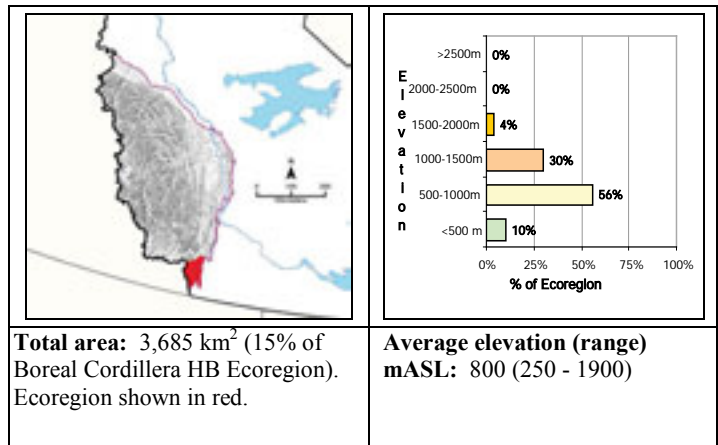 Elevation
>2500m 0%
2000-2500m 0%
1500-2000m 4%
1000-1500m 30%
500-1000m 56%
<500 m 10%
0% 25% 50% 75% 100%
% of Ecoregion
Total area: 3,685 km² (15% of
Boreal Cordillera HB Ecoregion).
Ecoregion shown in red.
Average elevation (range)
mASL: 800 (250 - 1900)